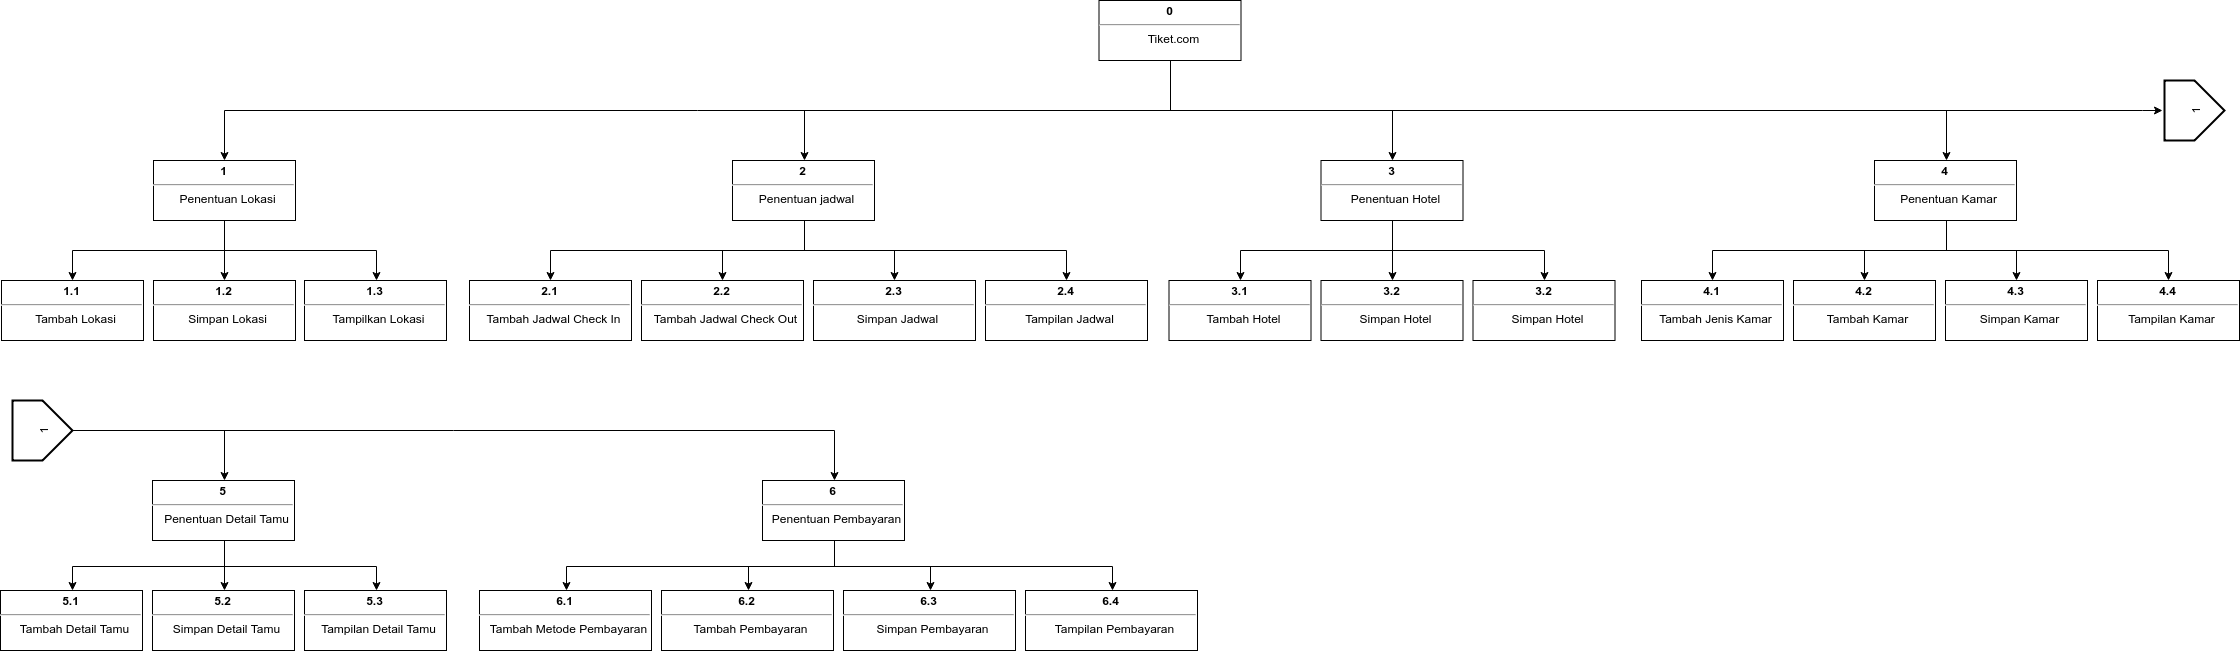 0
Tiket.com
1
1
Penentuan Lokasi
2
Penentuan jadwal
3
Penentuan Hotel
4
Penentuan Kamar
1.1
Tambah Lokasi
1.2
Simpan Lokasi
1.3
Tampilkan Lokasi
2.1
Tambah Jadwal Check In
2.2
Tambah Jadwal Check Out
2.3
Simpan Jadwal
2.4
Tampilan Jadwal
3.1
Tambah Hotel
3.2
Simpan Hotel
3.2
Simpan Hotel
4.1
Tambah Jenis Kamar
4.2
Tambah Kamar
4.3
Simpan Kamar
4.4
Tampilan Kamar
1
5
Penentuan Detail Tamu
6
Penentuan Pembayaran
5.1
Tambah Detail Tamu
5.2
Simpan Detail Tamu
5.3
Tampilan Detail Tamu
6.1
Tambah Metode Pembayaran
6.2
Tambah Pembayaran
6.3
Simpan Pembayaran
6.4
Tampilan Pembayaran